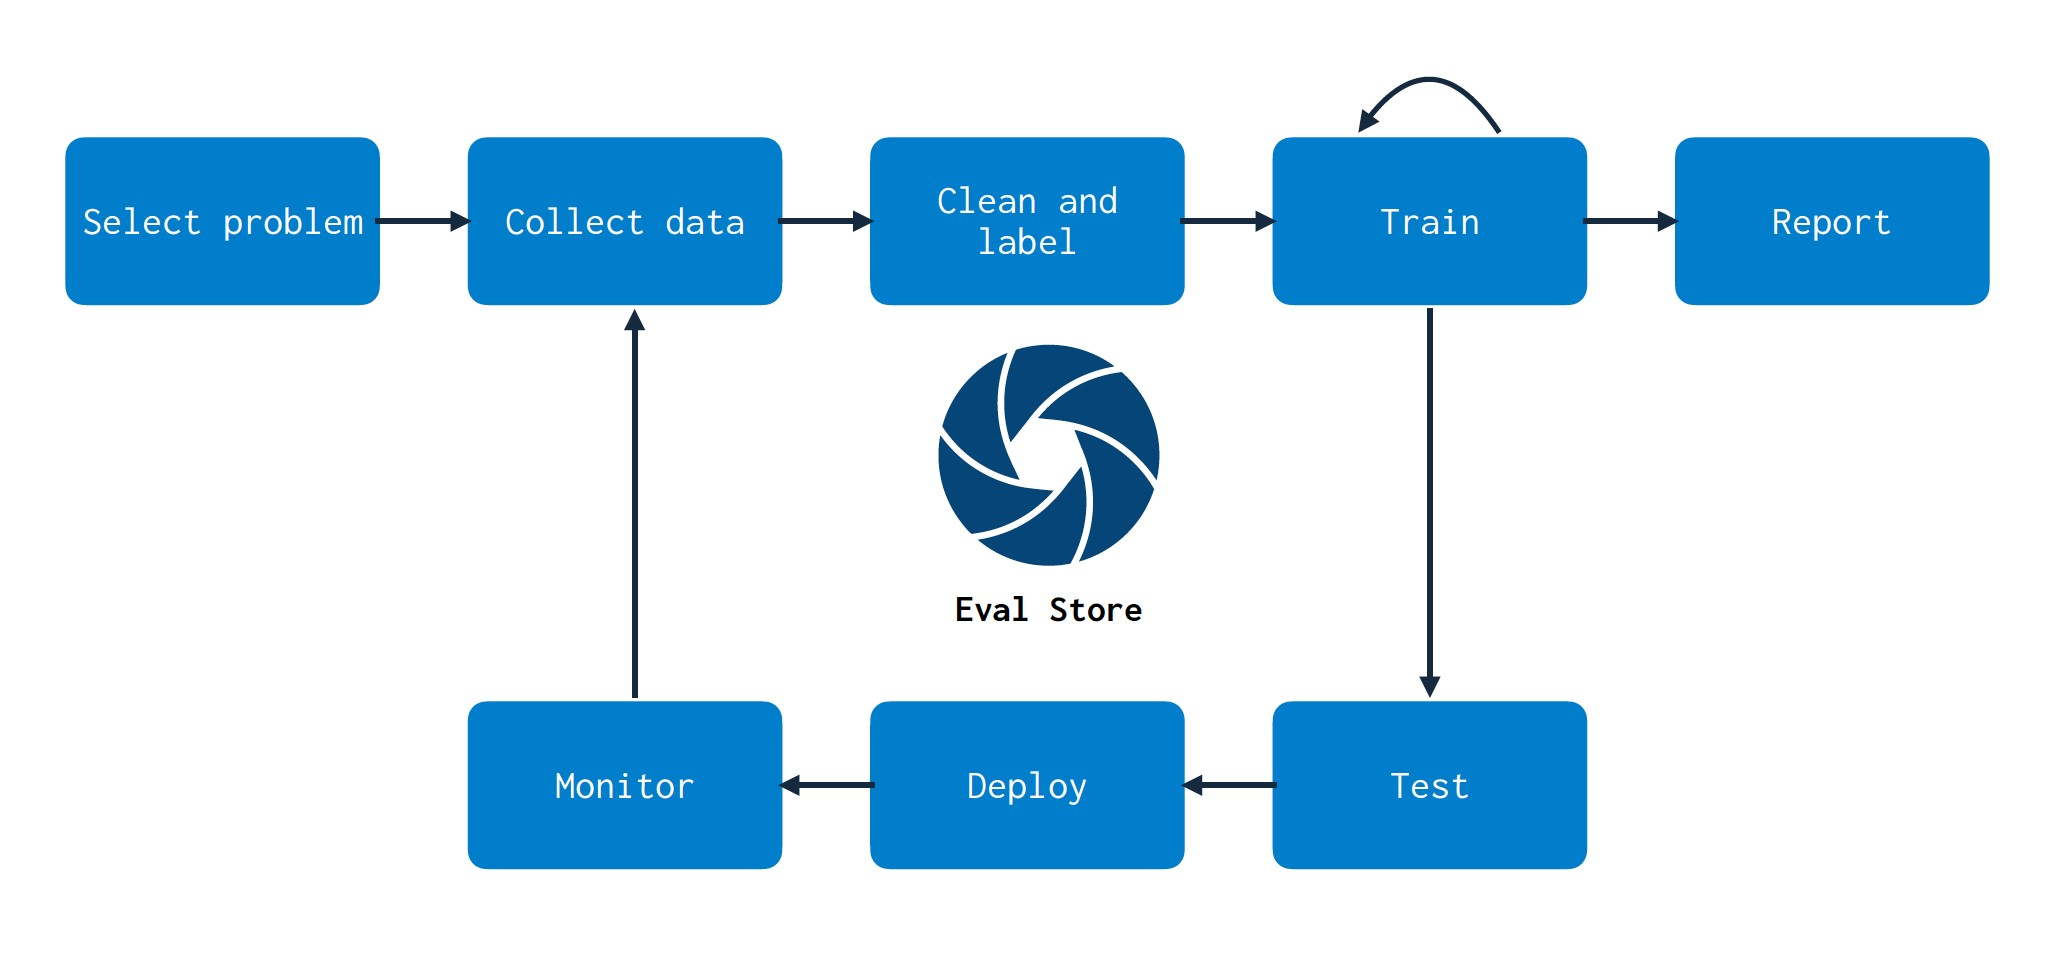 Select problem
Collect data
Clean and
label
Train
Report
Eval Store
Monitor
Deploy
Test